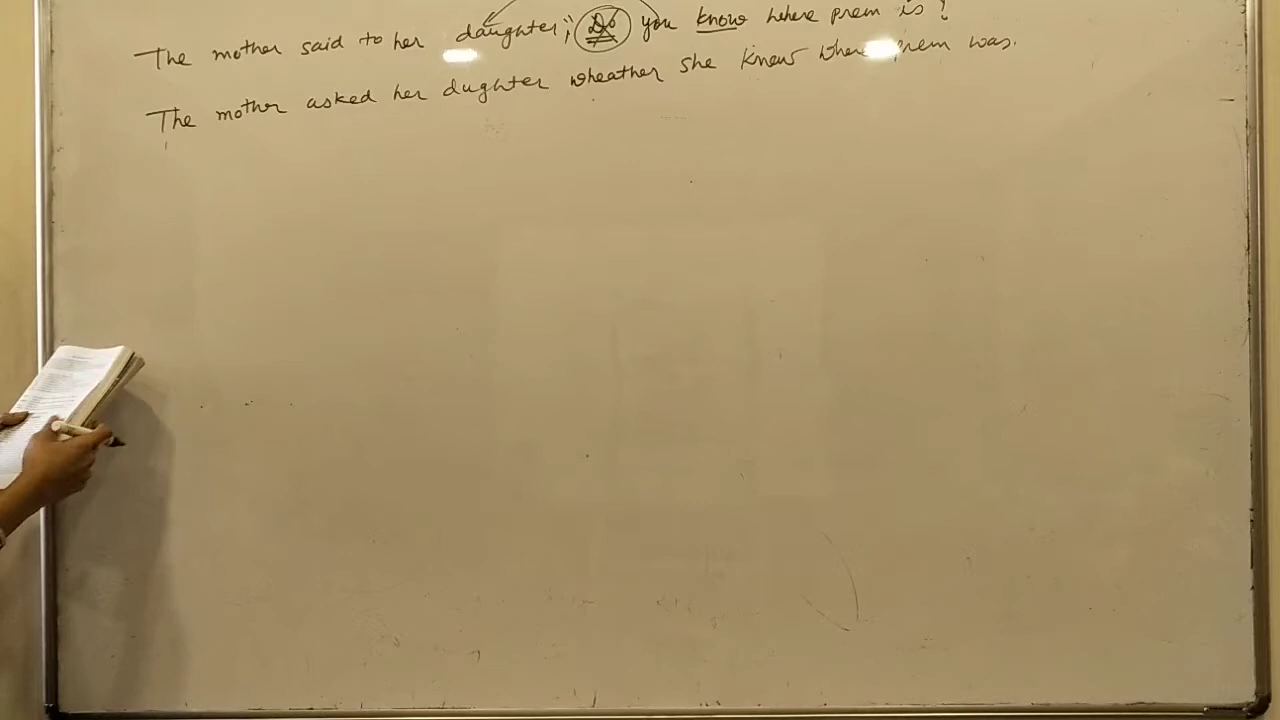 The mother said to her daughter; "Do you know where prem is?
The mother asked her dughter wheather she knew where prem was.